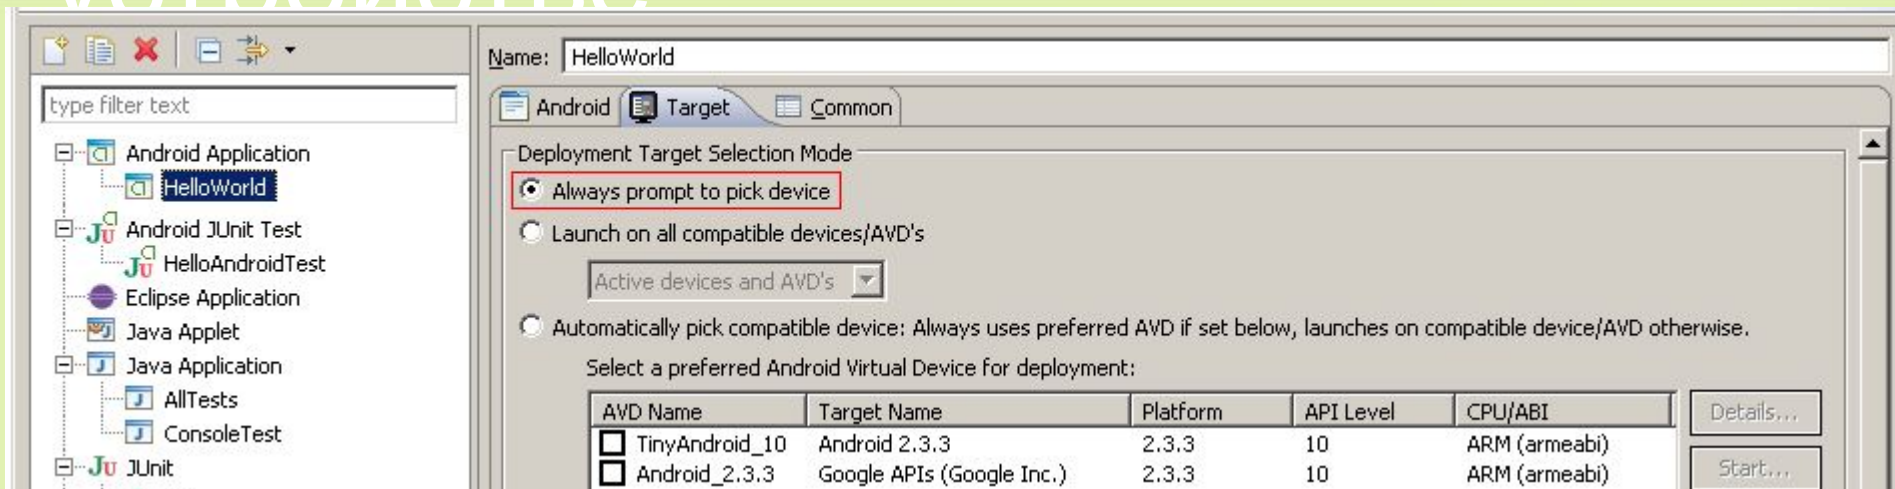 Name: HelloWorld
type filter text
Android Target Common
Android Application
HelloWorld
Android JUnit Test
HelloAndroidTest
Eclipse Application
Java Applet
Java Application
AllTests
ConsoleTest
Ju JUnit
Deployment Target Selection Mode
Always prompt to pick device
Launch on all compatible devices/AVD's
Active devices and AVD's
Automatically pick compatible device: Always uses preferred AVD if set below, launches on compatible device/AVD otherwise.
Select a preferred Android Virtual Device for deployment:
AVD Name Target Name Platform API Level CPU/ABI Details...
TinyAndroid_10 Android 2.3.3 2.3.3 10 ARM (armeabi)
Android_2.3.3 Google APIs (Google Inc.) 2.3.3 10 ARM (armeabi) Start...